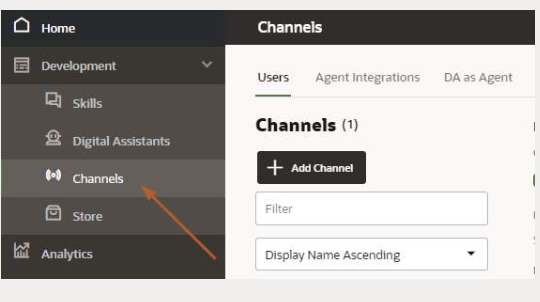 Home
Development
Skills
Digital Assistants
Channels
Store
Analytics
Channels
Users Agent Integrations DA as Agent
Channels (1)
+ Add Channel
Filter
Display Name Ascending